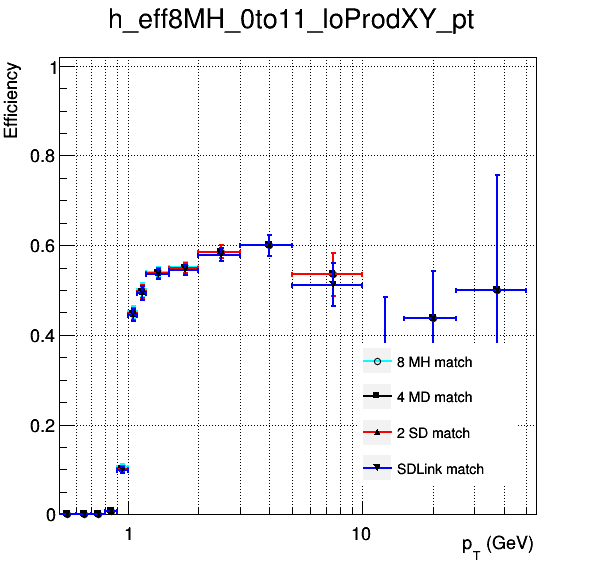 h_eff8MH_0to11_loProdXY_pt
Efficiency
1
0.8
0.6
0.4
0.2
0
8 MH match
4 MD match
2 SD match
SDLink match
1
10
p_T (GeV)